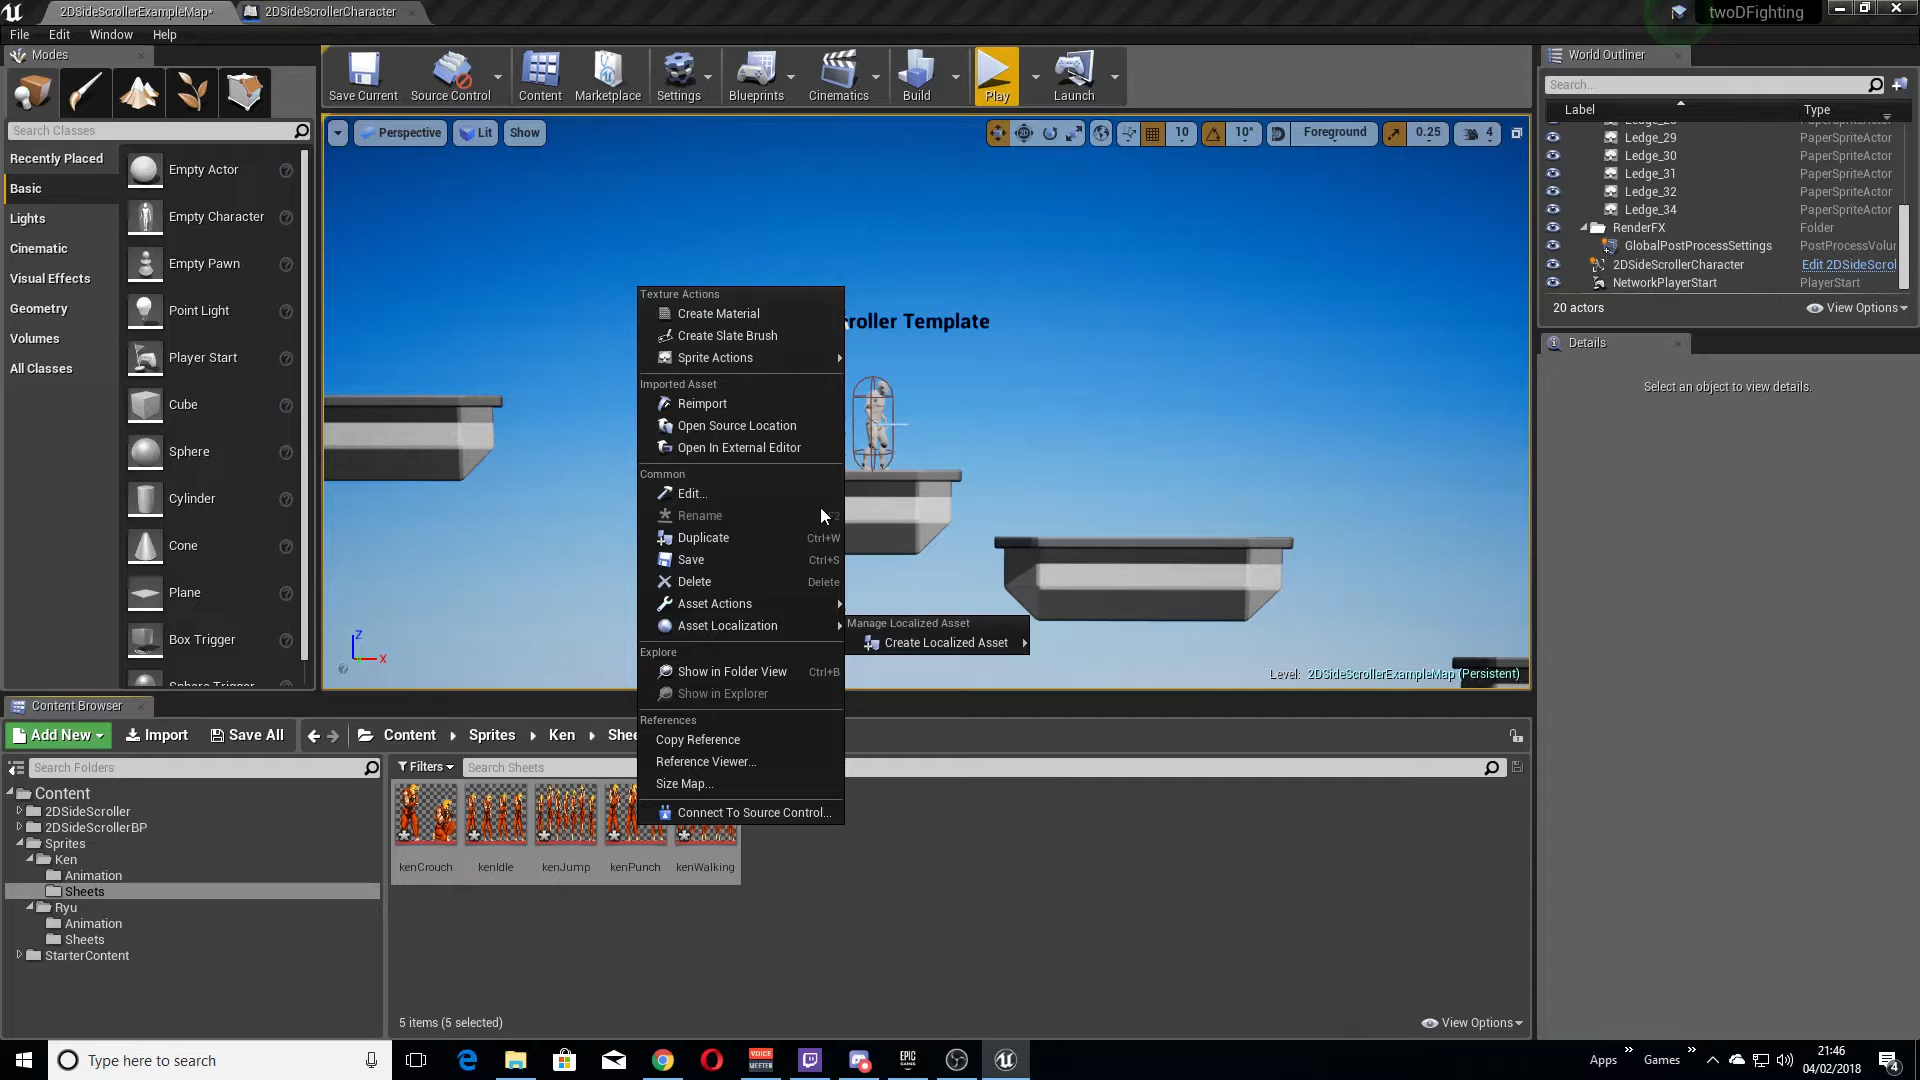 2DSideScrollerExampleMap*
2DSideScrollerCharacter
twoDFighting
File Edit Window Help
Modes
Search Classes
Recently Placed
Basic
Lights
Cinematic
Visual Effects
Geometry
Volumes
All Classes
Empty Actor
Empty Character
Empty Pawn
Point Light
Player Start
Cube
Sphere
Cylinder
Cone
Plane
Box Trigger
Save Current
Source Control
Content
Marketplace
Settings
Blueprints
Cinematics
Build
Play
Launch
Perspective
Lit
Show
10
10°
Foreground
0.25
4
roller Template
Z
X
Level: 2DSideScrollerExampleMap (Persistent)
Texture Actions
Create Material
Create Slate Brush
Sprite Actions
Imported Asset
Reimport
Open Source Location
Open In External Editor
Common
Edit...
Rename F2
Duplicate Ctrl+W
Save Ctrl+S
Delete Delete
Asset Actions
Asset Localization
Manage Localized Asset
Create Localized Asset
Explore
Show in Folder View Ctrl+B
Show in Explorer
References
Copy Reference
Reference Viewer...
Size Map...
Connect To Source Control...
World Outliner
Search...
Label Type
Ledge_29 PaperSpriteActor
Ledge_30 PaperSpriteActor
Ledge_31 PaperSpriteActor
Ledge_32 PaperSpriteActor
Ledge_34 PaperSpriteActor
RenderFX Folder
GlobalPostProcessSettings PostProcessVolu
2DSideScrollerCharacter Edit 2DSideScrol
NetworkPlayerStart PlayerStart
20 actors
View Options
Details
Select an object to view details.
Content Browser
Add New
Import
Save All
Content
Sprites
Ken
Shee
Search Folders
Filters
Search Sheets
Content
2DSideScroller
2DSideScrollerBP
Sprites
Ken
Animation
Sheets
Ryu
Animation
Sheets
StarterContent
kenCrouch
kenIdle
kenJump
kenPunch
kenWalking
5 items (5 selected)
View Options
Type here to search
VOICE
MEETER
EPIC
GAMES
Apps
Games
21:46
04/02/2018
4